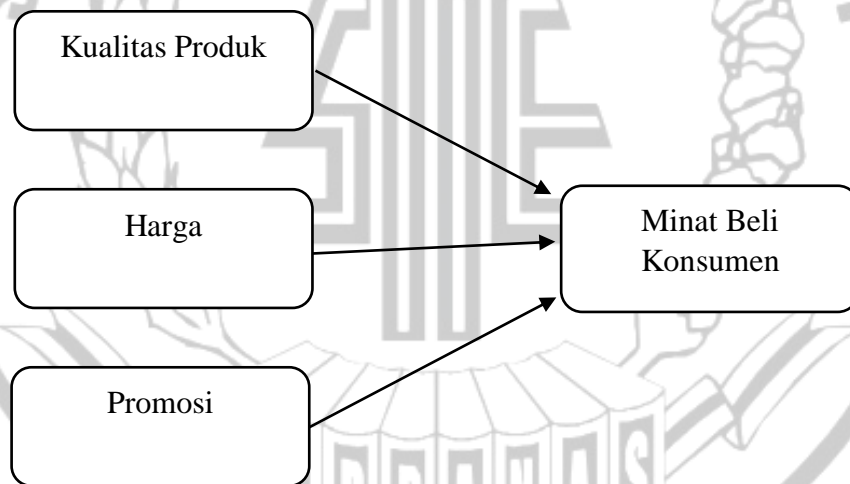 Kualitas Produk
Harga
Minat Beli
Konsumen
Promosi